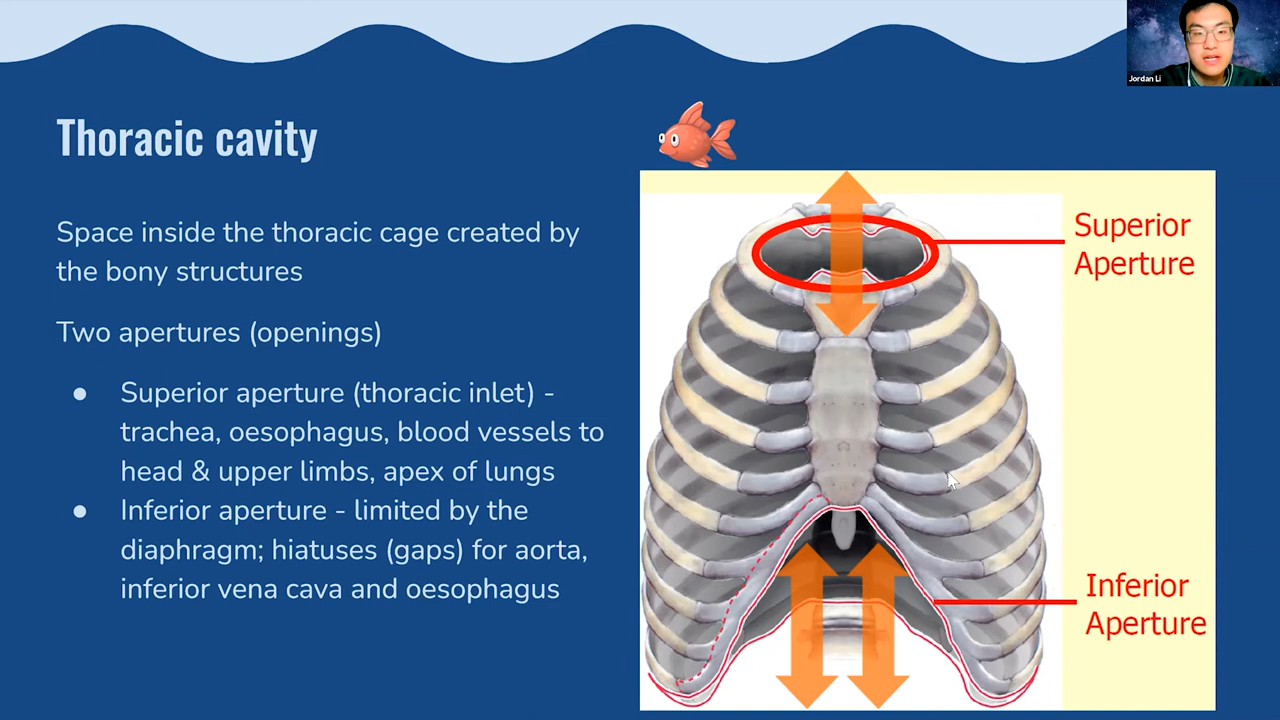 Jordan Li
Thoracic cavity
Space inside the thoracic cage created by
the bony structures
Two apertures (openings)
● Superior aperture (thoracic inlet) -
trachea, oesophagus, blood vessels to
head & upper limbs, apex of lungs
● Inferior aperture - limited by the
diaphragm; hiatuses (gaps) for aorta,
inferior vena cava and oesophagus
Superior
Aperture
Inferior
Aperture